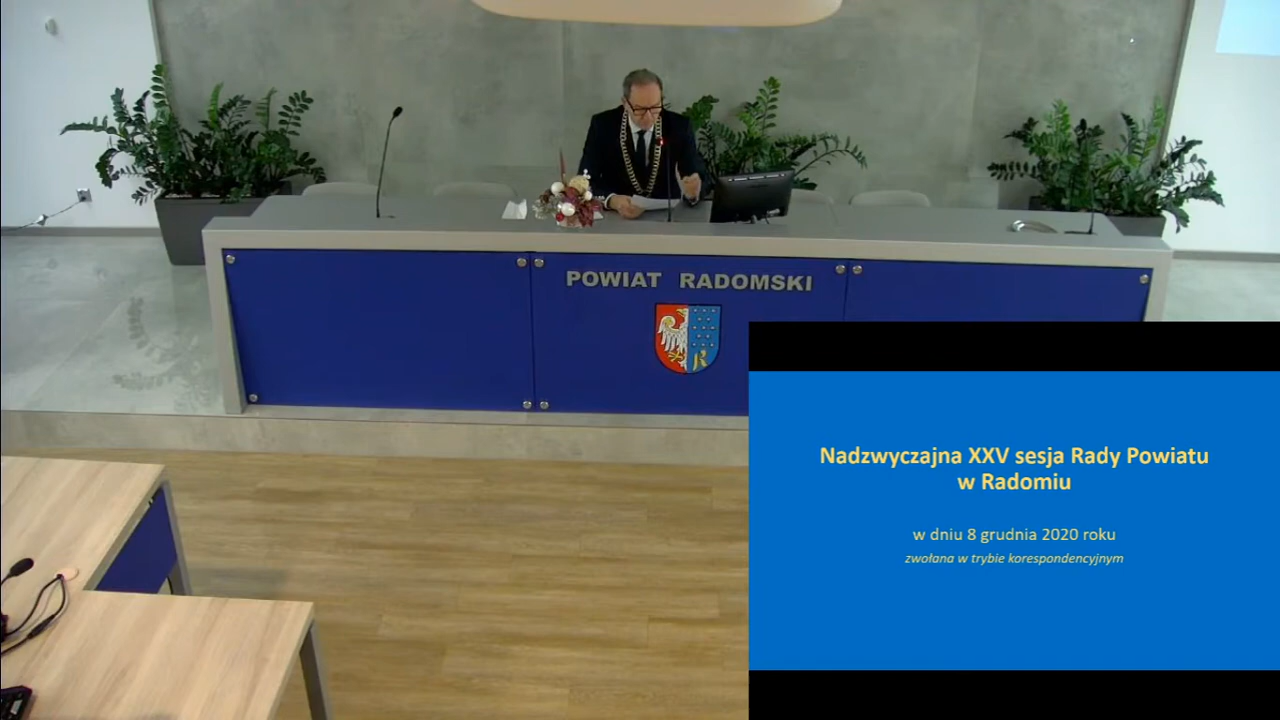 POWIAT RADOMSKI
Nadzwyczajna XXV sesja Rady Powiatu
w Radomiu
w dniu 8 grudnia 2020 roku
zwołana w trybie korespondencyjnym